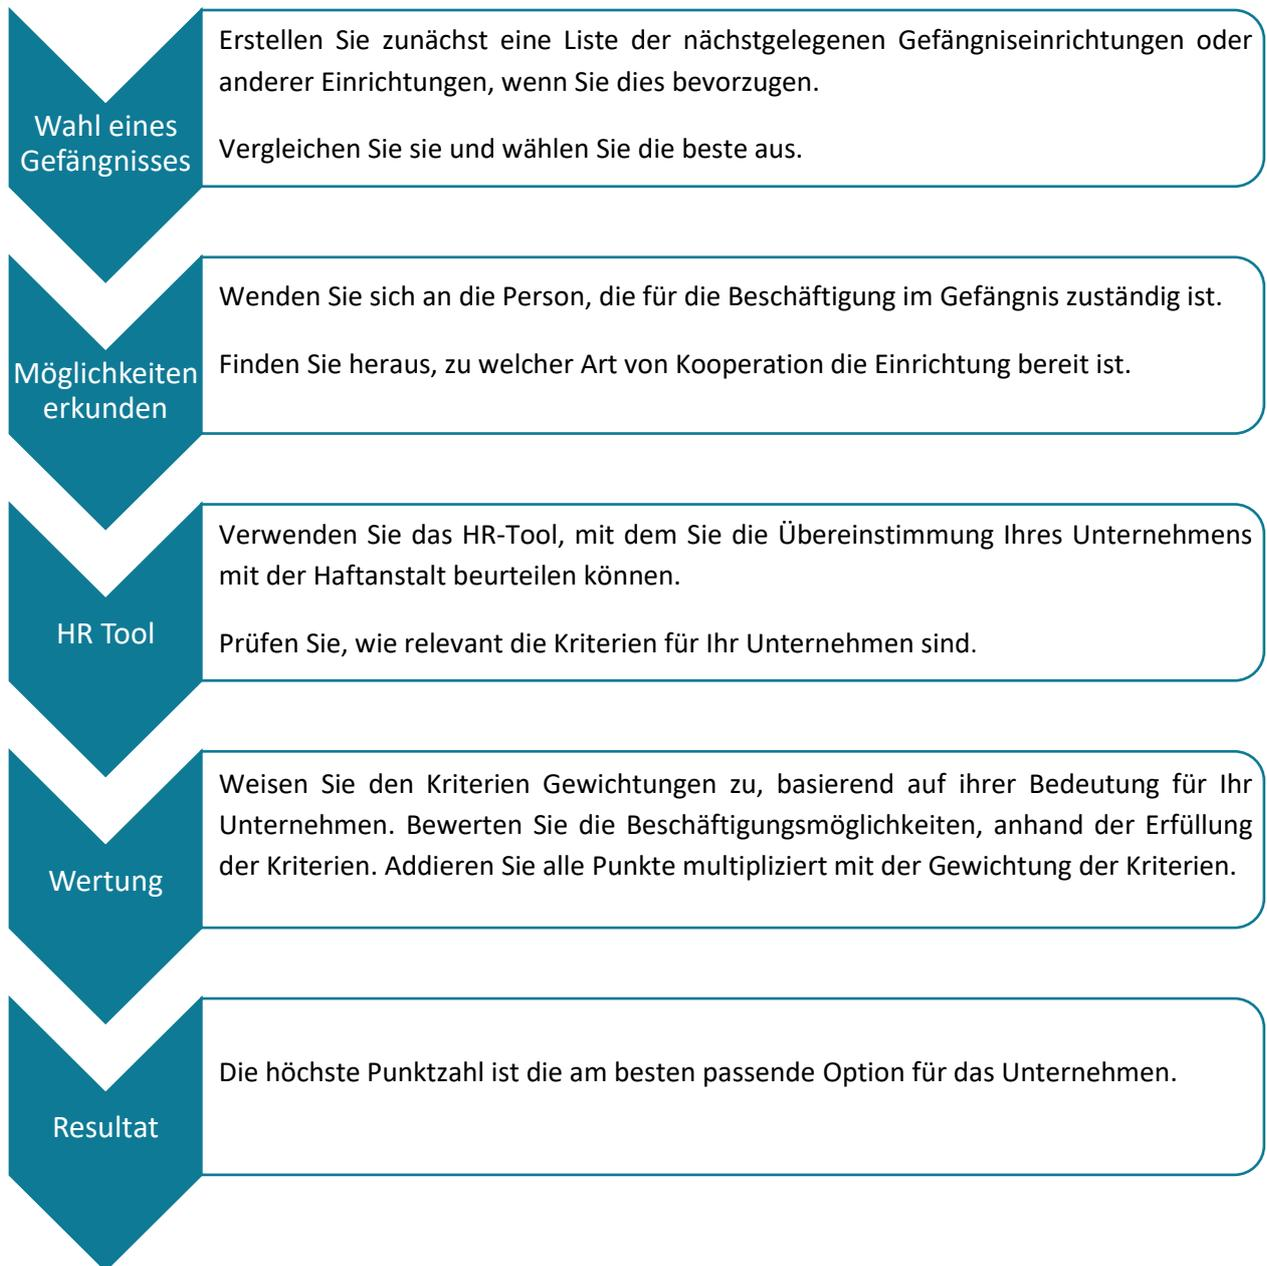 Wahl eines
Gefängnisses
Erstellen Sie zunächst eine Liste der nächstgelegenen Gefängniseinrichtungen oder
anderer Einrichtungen, wenn Sie dies bevorzugen.
Vergleichen Sie sie und wählen Sie die beste aus.
Möglichkeiten
erkunden
Wenden Sie sich an die Person, die für die Beschäftigung im Gefängnis zuständig ist.
Finden Sie heraus, zu welcher Art von Kooperation die Einrichtung bereit ist.
HR Tool
Verwenden Sie das HR-Tool, mit dem Sie die Übereinstimmung Ihres Unternehmens
mit der Haftanstalt beurteilen können.
Prüfen Sie, wie relevant die Kriterien für Ihr Unternehmen sind.
Wertung
Weisen Sie den Kriterien Gewichtungen zu, basierend auf ihrer Bedeutung für Ihr
Unternehmen. Bewerten Sie die Beschäftigungsmöglichkeiten, anhand der Erfüllung
der Kriterien. Addieren Sie alle Punkte multipliziert mit der Gewichtung der Kriterien.
Resultat
Die höchste Punktzahl ist die am besten passende Option für das Unternehmen.